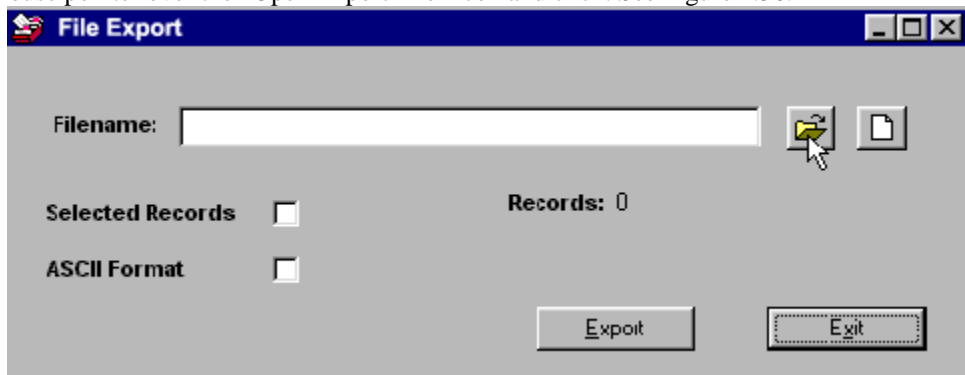 File Export
Filename:
Selected Records
Records: 0
ASCII Format
Export
Exit